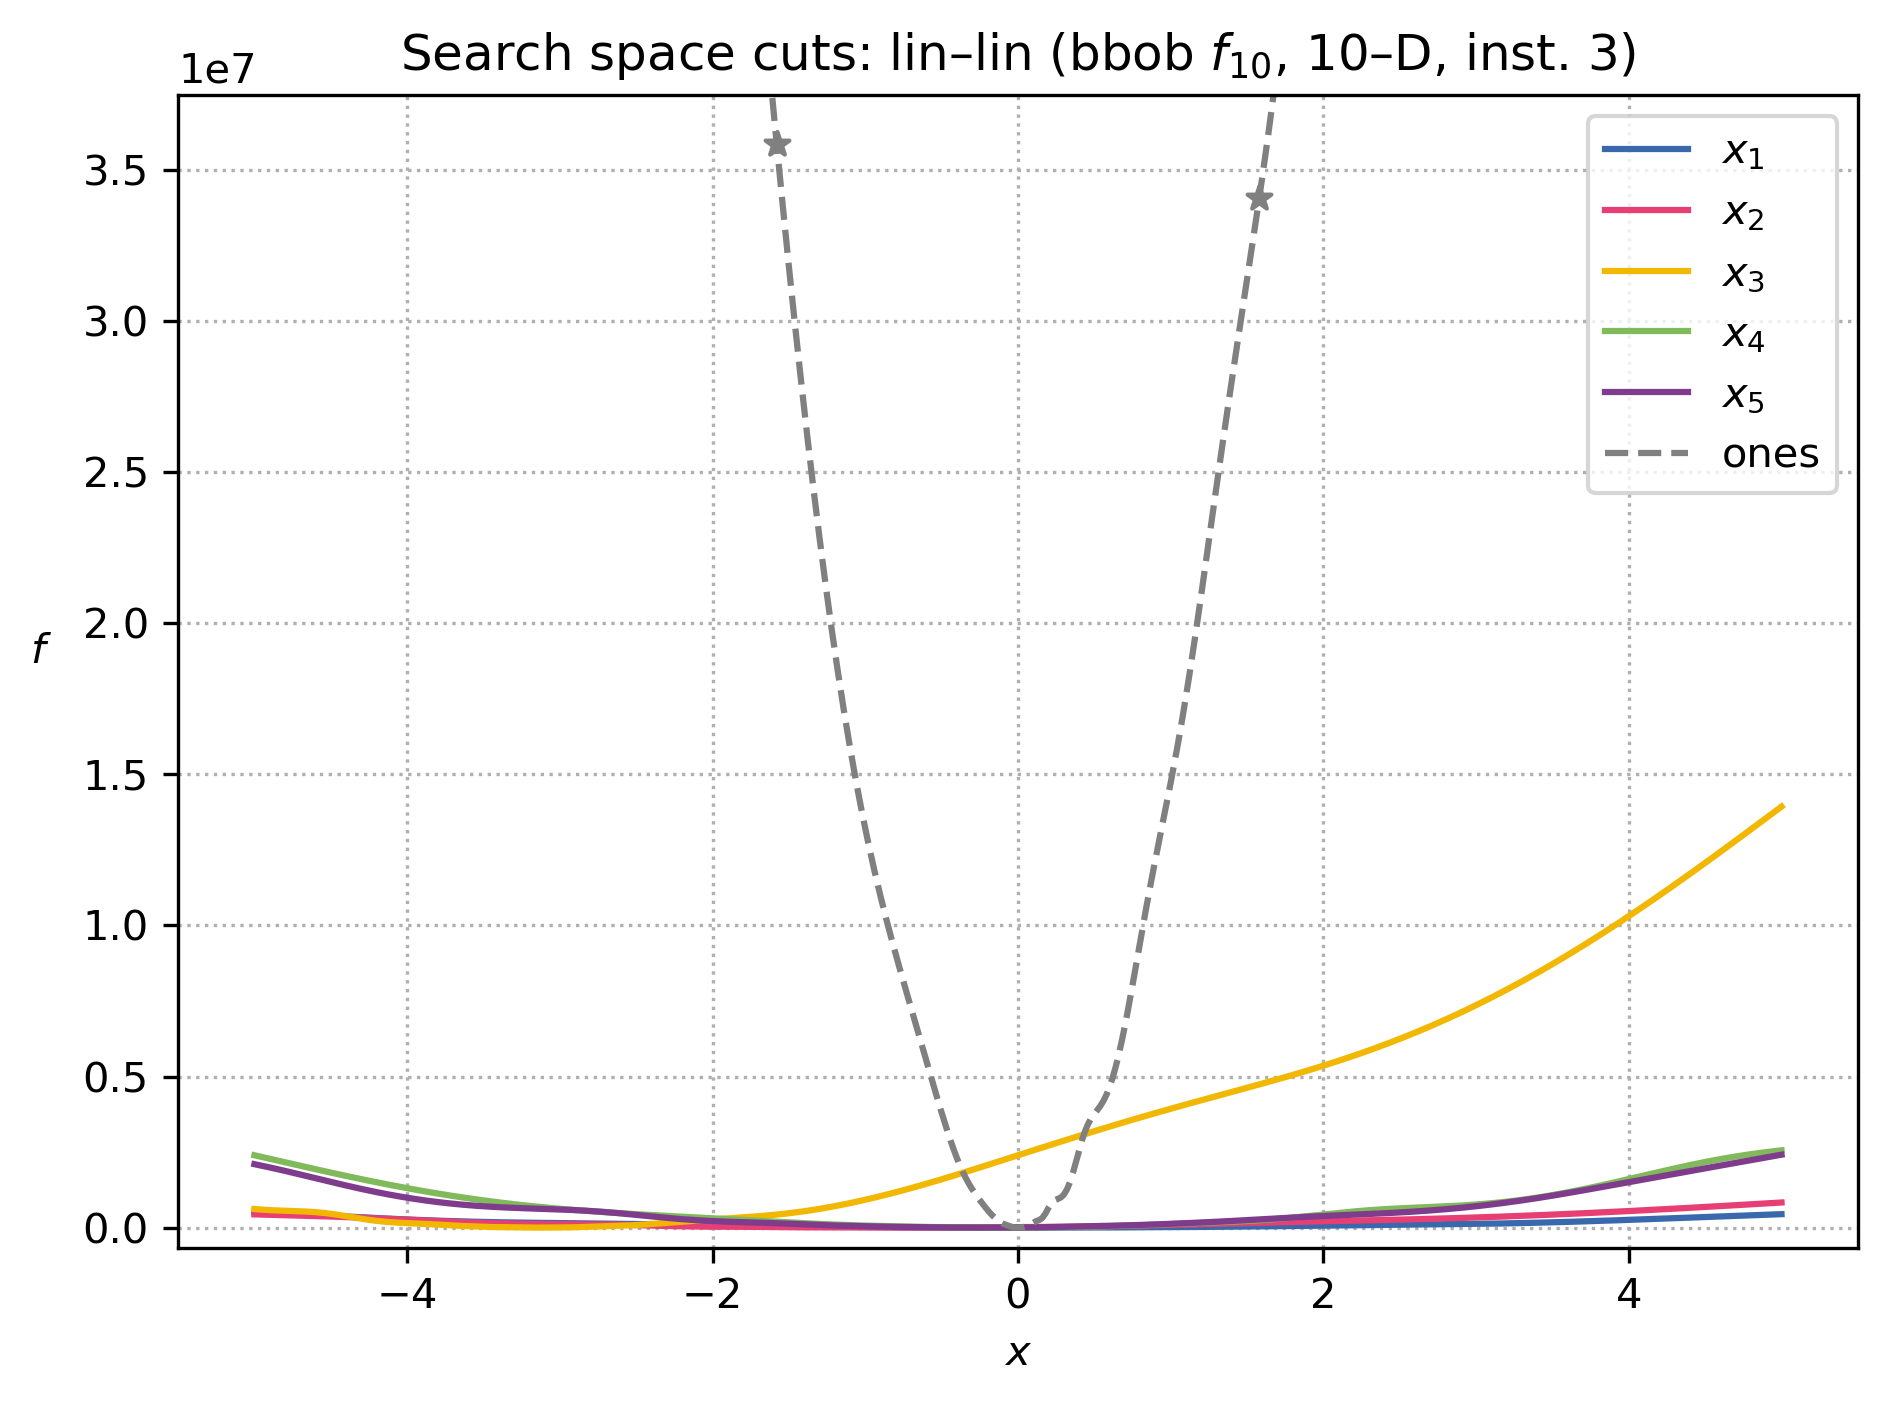 Search space cuts: lin–lin (bbob f₁₀, 10–D, inst. 3)
1e7
3.5
3.0
2.5
2.0
1.5
1.0
0.5
0.0
f
−4
−2
0
2
4
x
x₁
x₂
x₃
x₄
x₅
ones